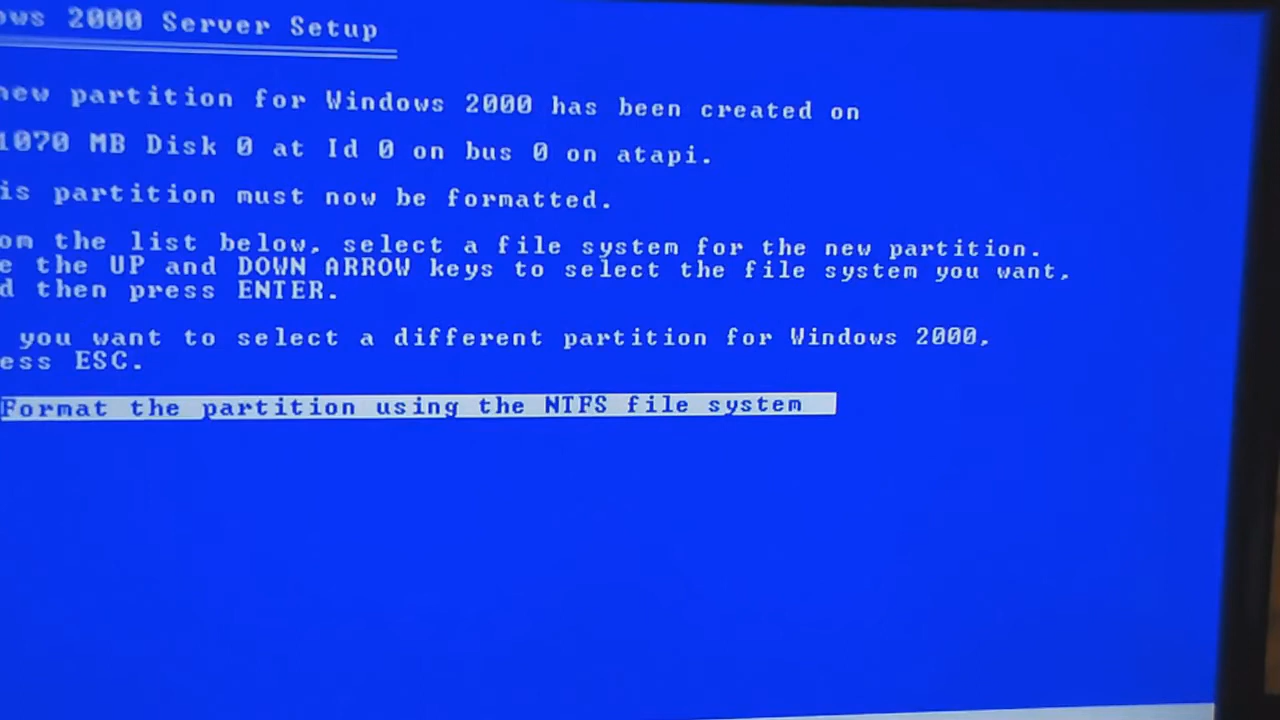 2000 Server Setup
new partition for Windows 2000 has been created on
1070 MB Disk 0 at Id 0 on bus 0 on atapi.
is partition must now be formatted.
om the list below, select a file system for the new partition.
e the UP and DOWN ARROW keys to select the file system you want,
d then press ENTER.
you want to select a different partition for Windows 2000,
ess ESC.
Format the partition using the NTFS file system